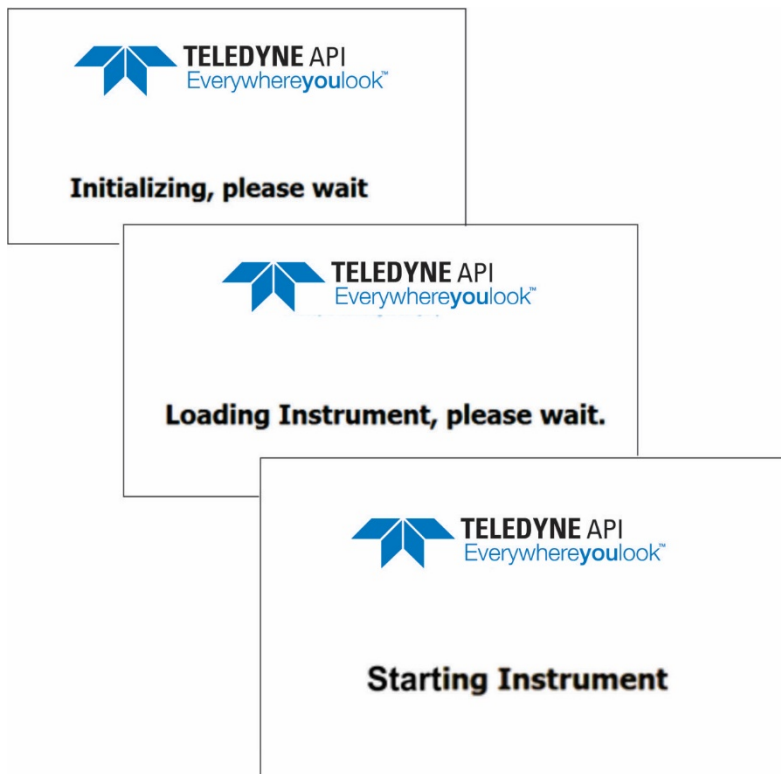 TELEDYNE API
Everywhereyoulook™
Initializing, please wait
TELEDYNE API
Everywhereyoulook™
Loading Instrument, please wait.
TELEDYNE API
Everywhereyoulook™
Starting Instrument